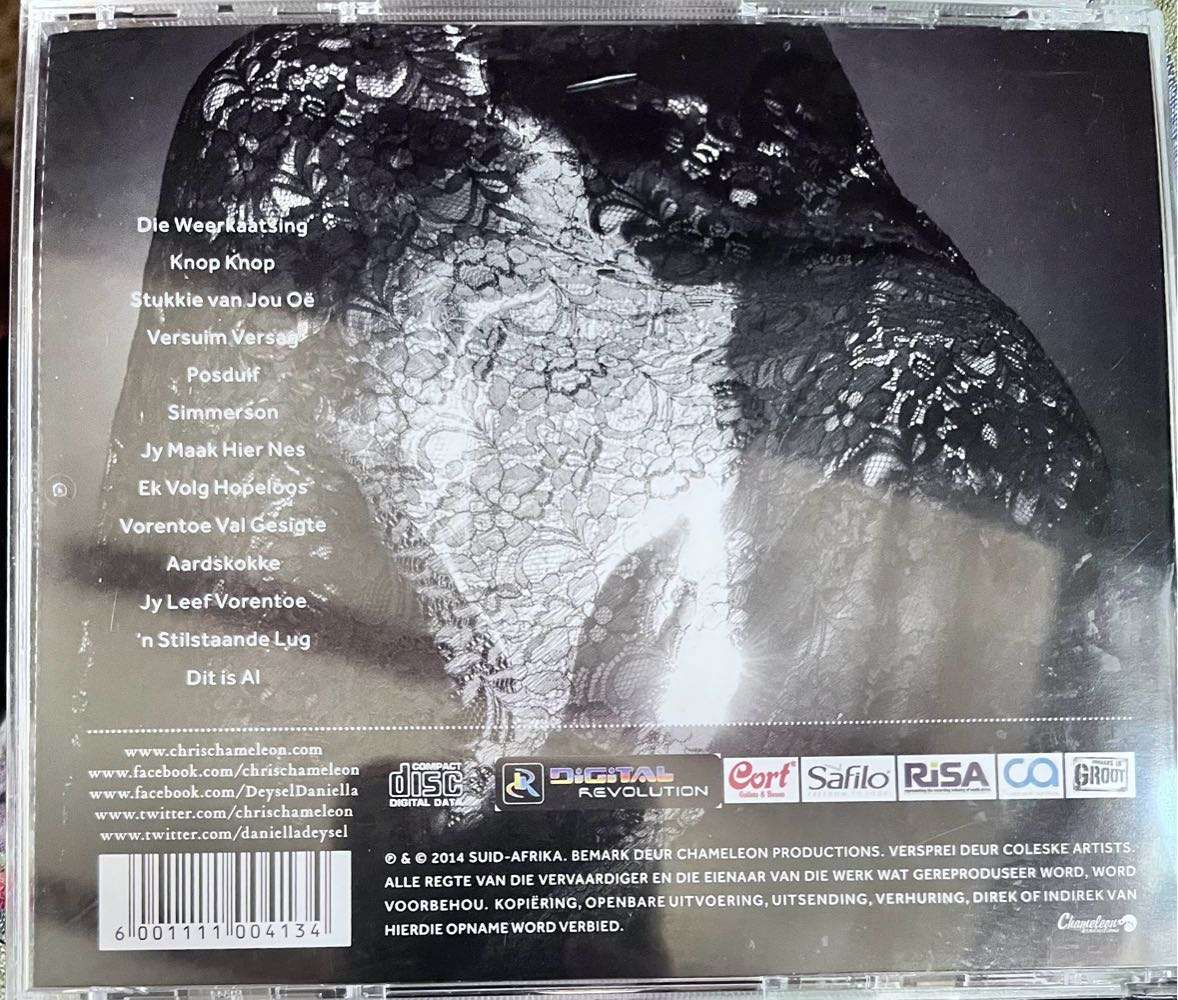 Die Weerkaatsing
Knop Knop
Stukkie van Jou Oë
Versuim Versag
Posduif
Simmerson
Jy Maak Hier Nes
Ek Volg Hopeloos
Vorentoe Val Gesigte
Aardskokke
Jy Leef Vorentoe
'n Stilstaande Lug
Dit is Al
www.chrischameleon.com
www.facebook.com/chrischameleon
www.facebook.com/DeyselDaniella
www.twitter.com/chrischameleon
www.twitter.com/danielladeysel
6 001111 004134
COMPACT
disc
DIGITAL DATA
DIGITAL
REVOLUTION
Cort
Guitars & Basses
Safilo
RiSA
CA
GROOT
℗ & © 2014 SUID-AFRIKA. BEMARK DEUR CHAMELEON PRODUCTIONS. VERSPREI DEUR COLESKE ARTISTS.
ALLE REGTE VAN DIE VERVAARDIGER EN DIE EIENAAR VAN DIE WERK WAT GEREPRODUSEER WORD, WORD
VOORBEHOU. KOPIËRING, OPENBARE UITVOERING, UITSENDING, VERHURING, DIREK OF INDIREK VAN
HIERDIE OPNAME WORD VERBIED.
Chameleon